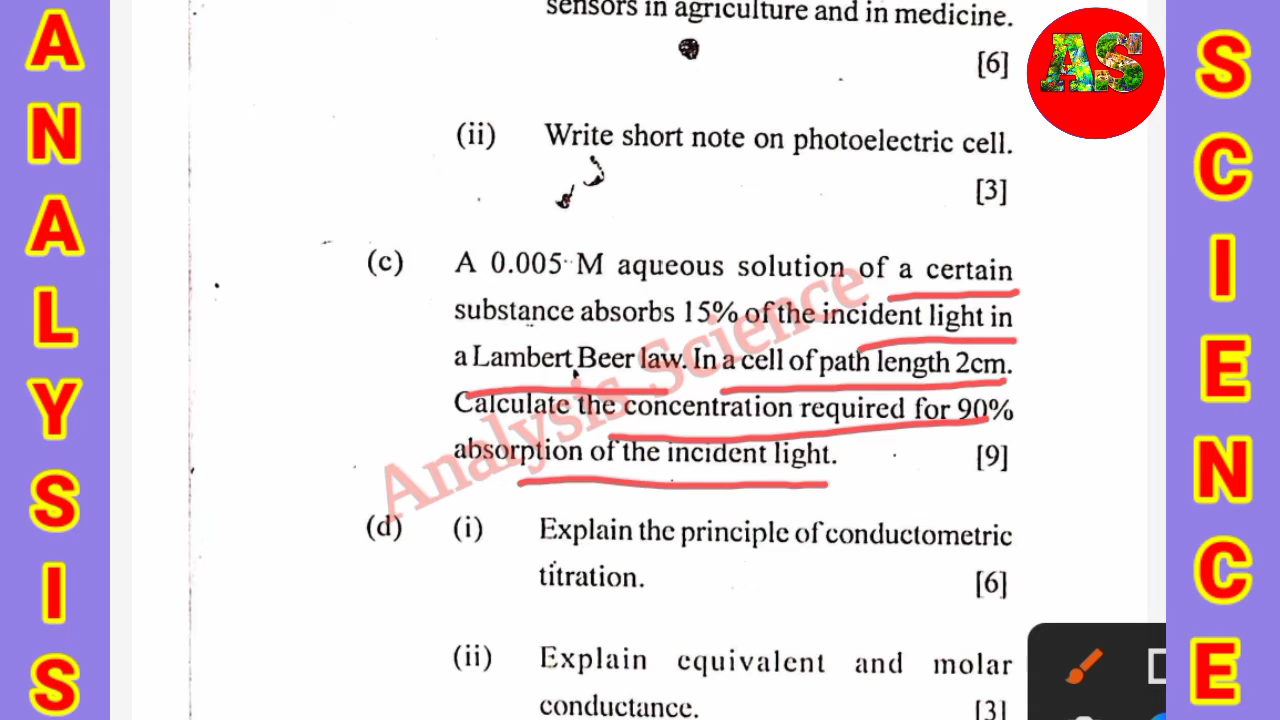 ANALYSIS
sensors in agriculture and in medicine.
[6]
AS
(ii) Write short note on photoelectric cell.
[3]
(c) A 0.005 M aqueous solution of a certain
substance absorbs 15% of the incident light in
a Lambert Beer law. In a cell of path length 2cm.
Calculate the concentration required for 90%
absorption of the incident light. [9]
Analysis Science
(d) (i) Explain the principle of conductometric
titration. [6]
(ii) Explain equivalent and molar
conductance. [3]
SCIENCE